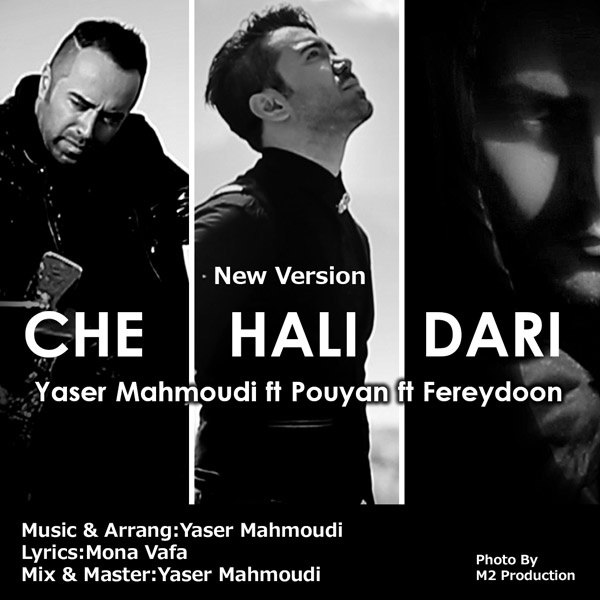 New Version
CHE HALI DARI
Yaser Mahmoudi ft Pouyan ft Fereydoon
Music & Arrang:Yaser Mahmoudi
Lyrics:Mona Vafa
Mix & Master:Yaser Mahmoudi
Photo By
M2 Production